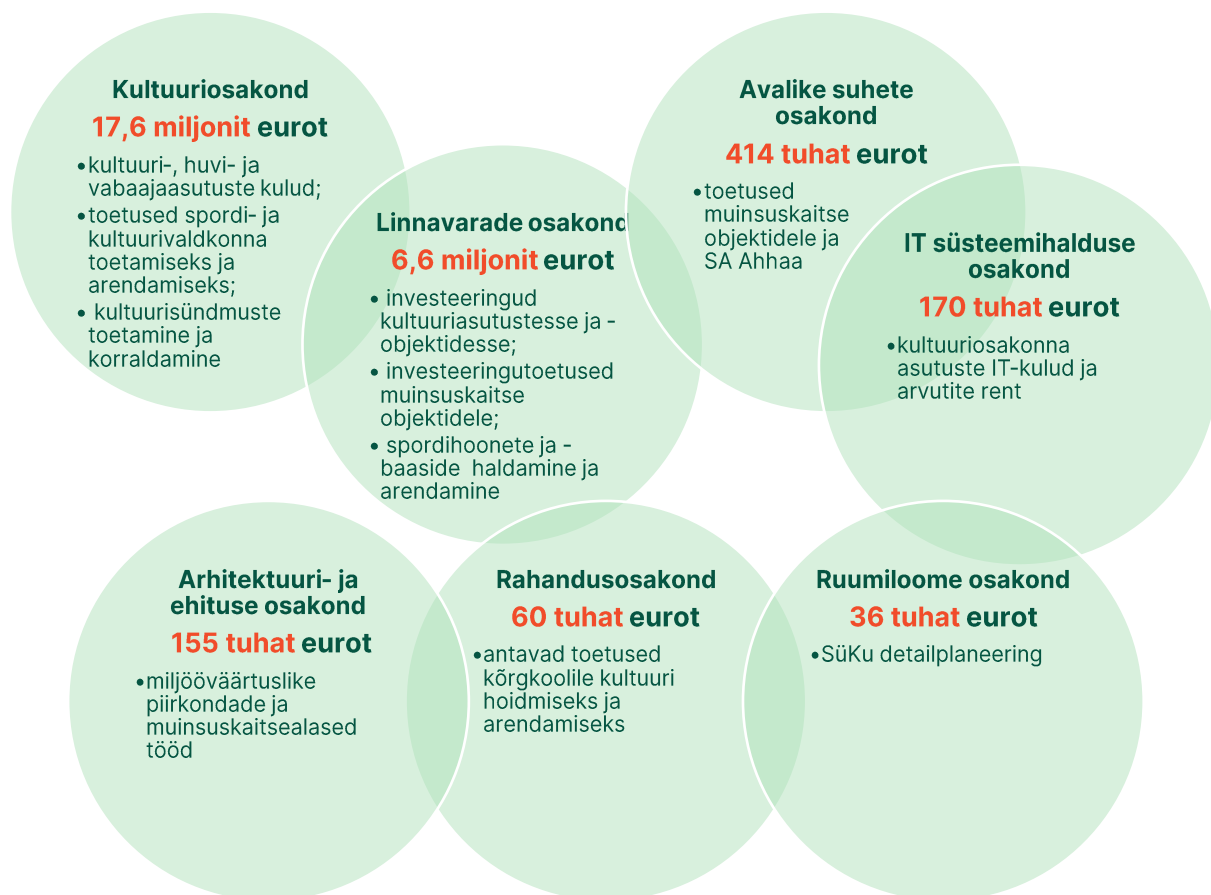 Kultuuriosakond
17,6 miljonit eurot
•kultuuri-, huvi- ja
vabaajaasutuste kulud;
•toetused spordi- ja
kultuurivaldkonna
toetamiseks ja
arendamiseks;
• kultuurisündmuste
toetamine ja
korraldamine
Linnavarade osakond
6,6 miljonit eurot
• investeeringud
kultuuriasutustesse ja -
objektidesse;
• investeeringutoetused
muinsuskaitse
objektidele;
• spordihoonete ja -
baaside  haldamine ja
arendamine
Avalike suhete
osakond
414 tuhat eurot
•toetused
muinsuskaitse
objektidele ja
SA Ahhaa
IT süsteemihalduse
osakond
170 tuhat eurot
•kultuuriosakonna
asutuste IT-kulud ja
arvutite rent
Arhitektuuri- ja
ehituse osakond
155 tuhat eurot
•miljööväärtuslike
piirkondade ja
muinsuskaitsealased
tööd
Rahandusosakond
60 tuhat eurot
•antavad toetused
kõrgkoolile kultuuri
hoidmiseks ja
arendamiseks
Ruumiloome osakond
36 tuhat eurot
•SüKu detailplaneering